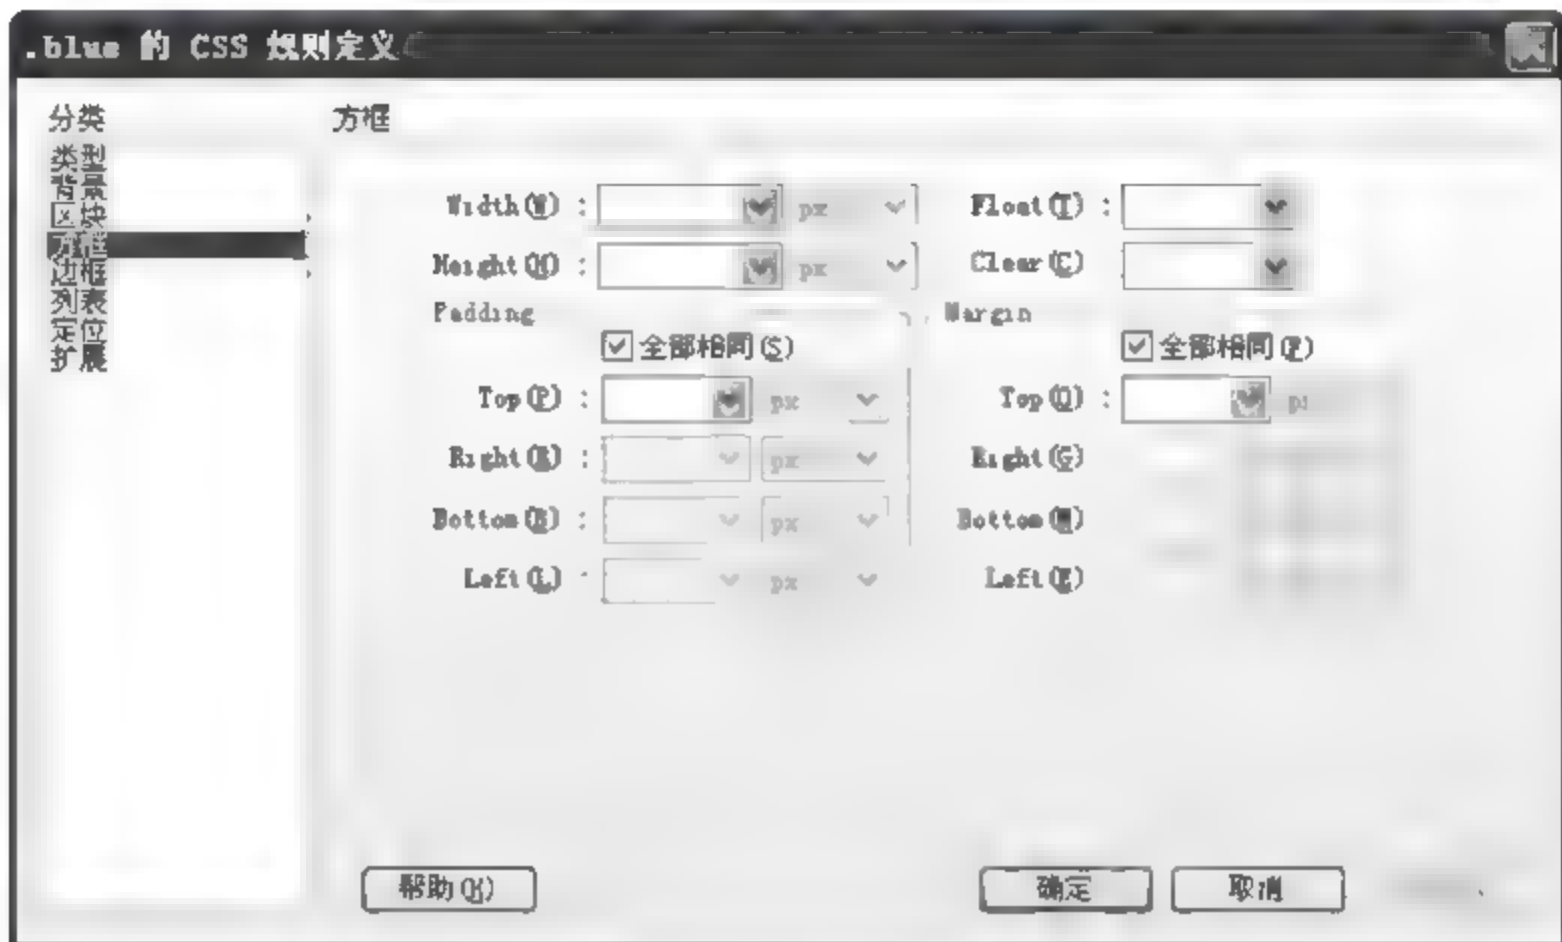 .blue 的 CSS 规则定义
分类
类型
背景
区块
方框
边框
列表
定位
扩展
方框
Width(W) : px
Float(T) :
Height(H) : px
Clear(C) :
Padding
Margin
全部相同(S)
全部相同(F)
Top(P) : px
Top(O) :
Right(R) : px
Right(G)
Bottom(B) : px
Bottom(M)
Left(L) : px
Left(E)
帮助(H)
确定
取消